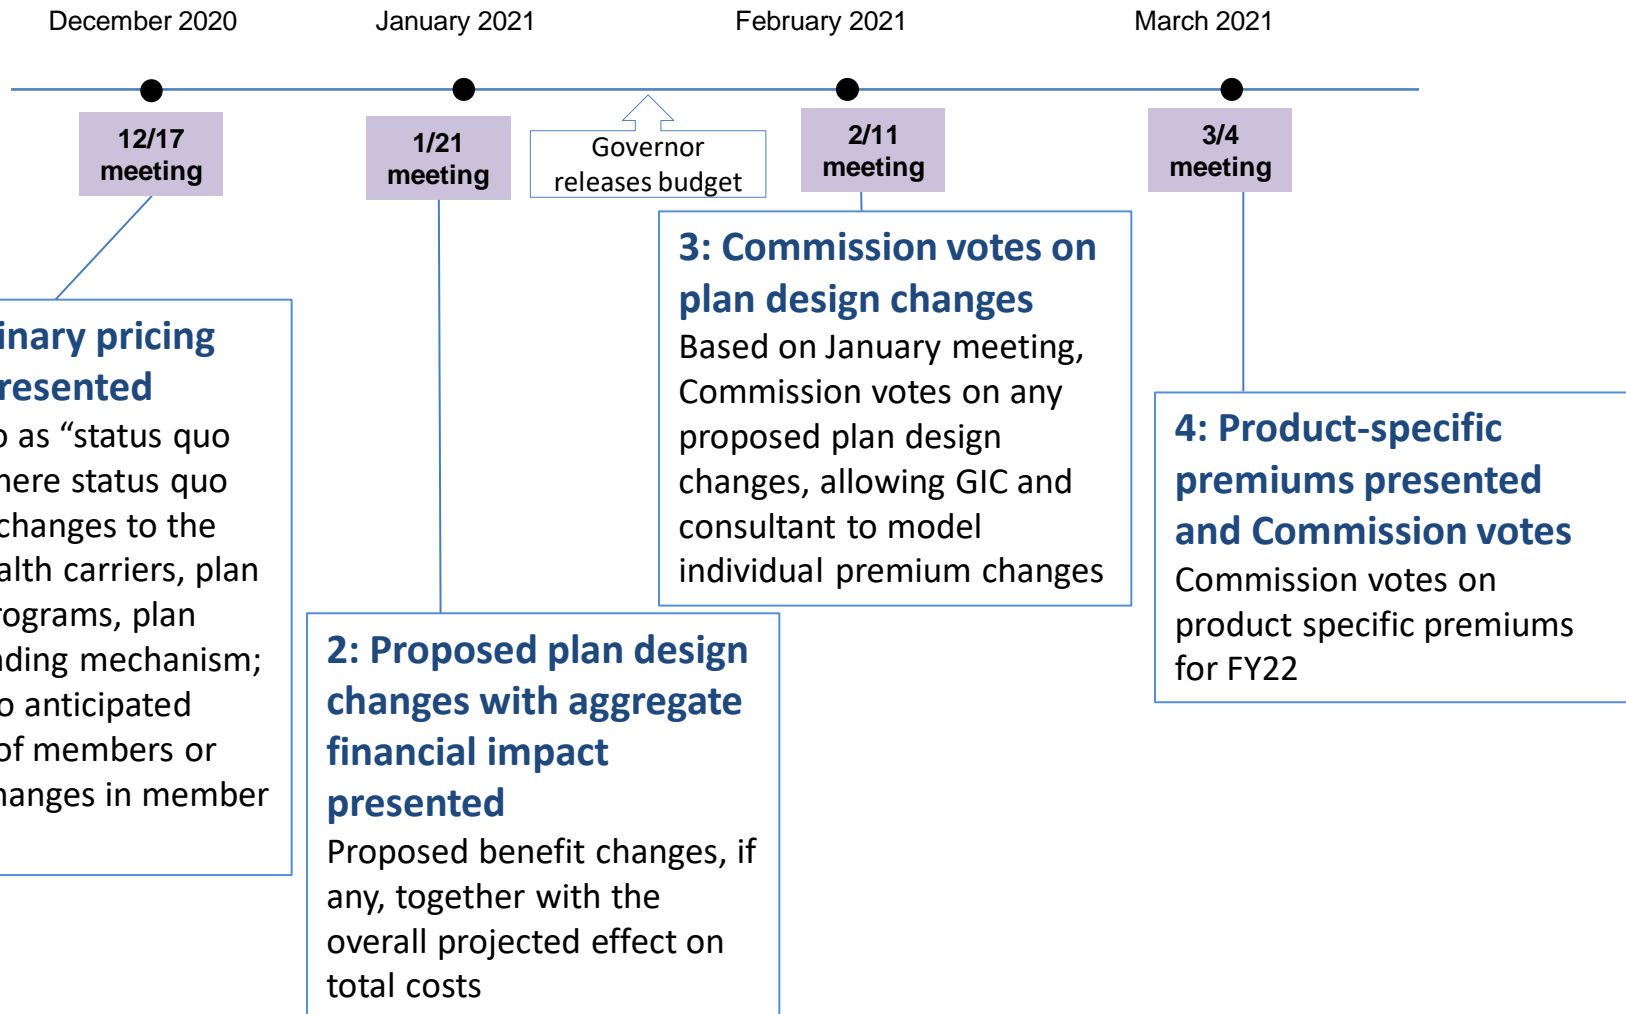 December 2020
January 2021
February 2021
March 2021
12/17
meeting
1/21
meeting
Governor
releases budget
2/11
meeting
3/4
meeting
inary pricing
resented
o as “status quo
here status quo
changes to the
alth carriers, plan
rograms, plan
ding mechanism;
o anticipated
of members or
hanges in member
2: Proposed plan design
changes with aggregate
financial impact
presented
Proposed benefit changes, if
any, together with the
overall projected effect on
total costs
3: Commission votes on
plan design changes
Based on January meeting,
Commission votes on any
proposed plan design
changes, allowing GIC and
consultant to model
individual premium changes
4: Product-specific
premiums presented
and Commission votes
Commission votes on
product specific premiums
for FY22